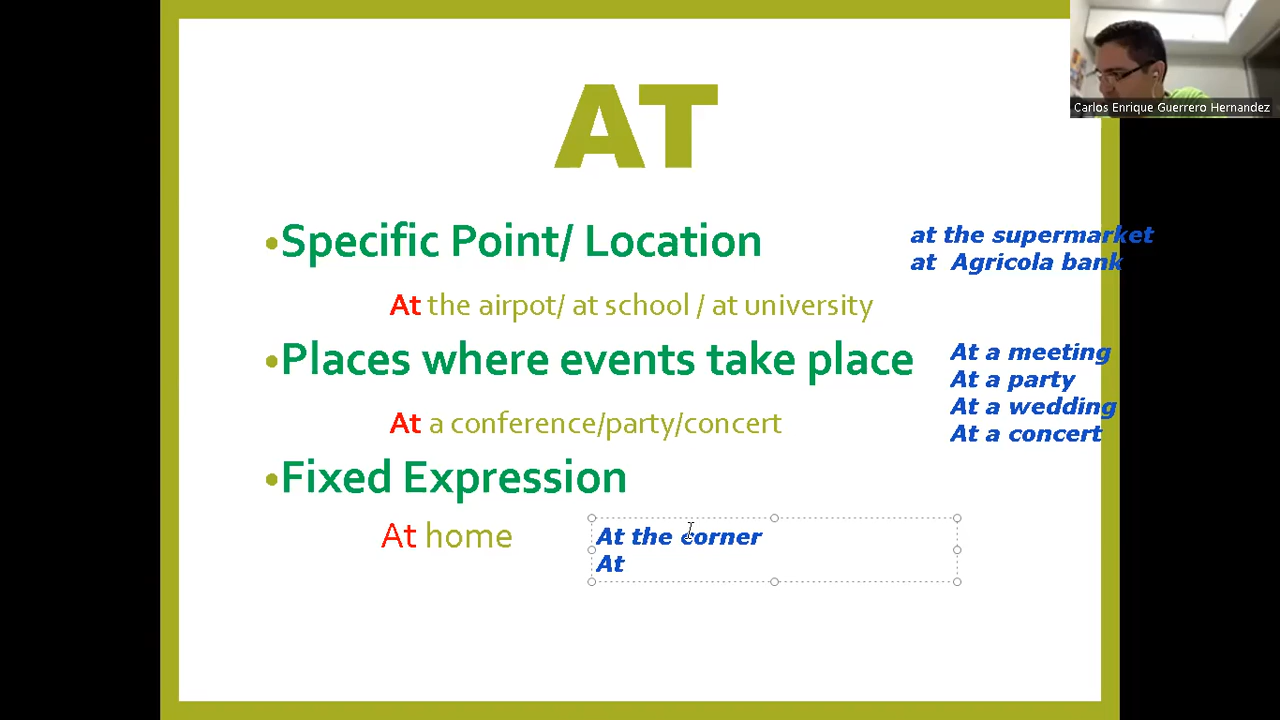 AT
Carlos Enrique Guerrero Hernandez
•Specific Point/ Location
at the supermarket
at Agricola bank
At the airpot/ at school / at university
•Places where events take place
At a meeting
At a party
At a wedding
At a concert
At a conference/party/concert
•Fixed Expression
At home
At the corner
At